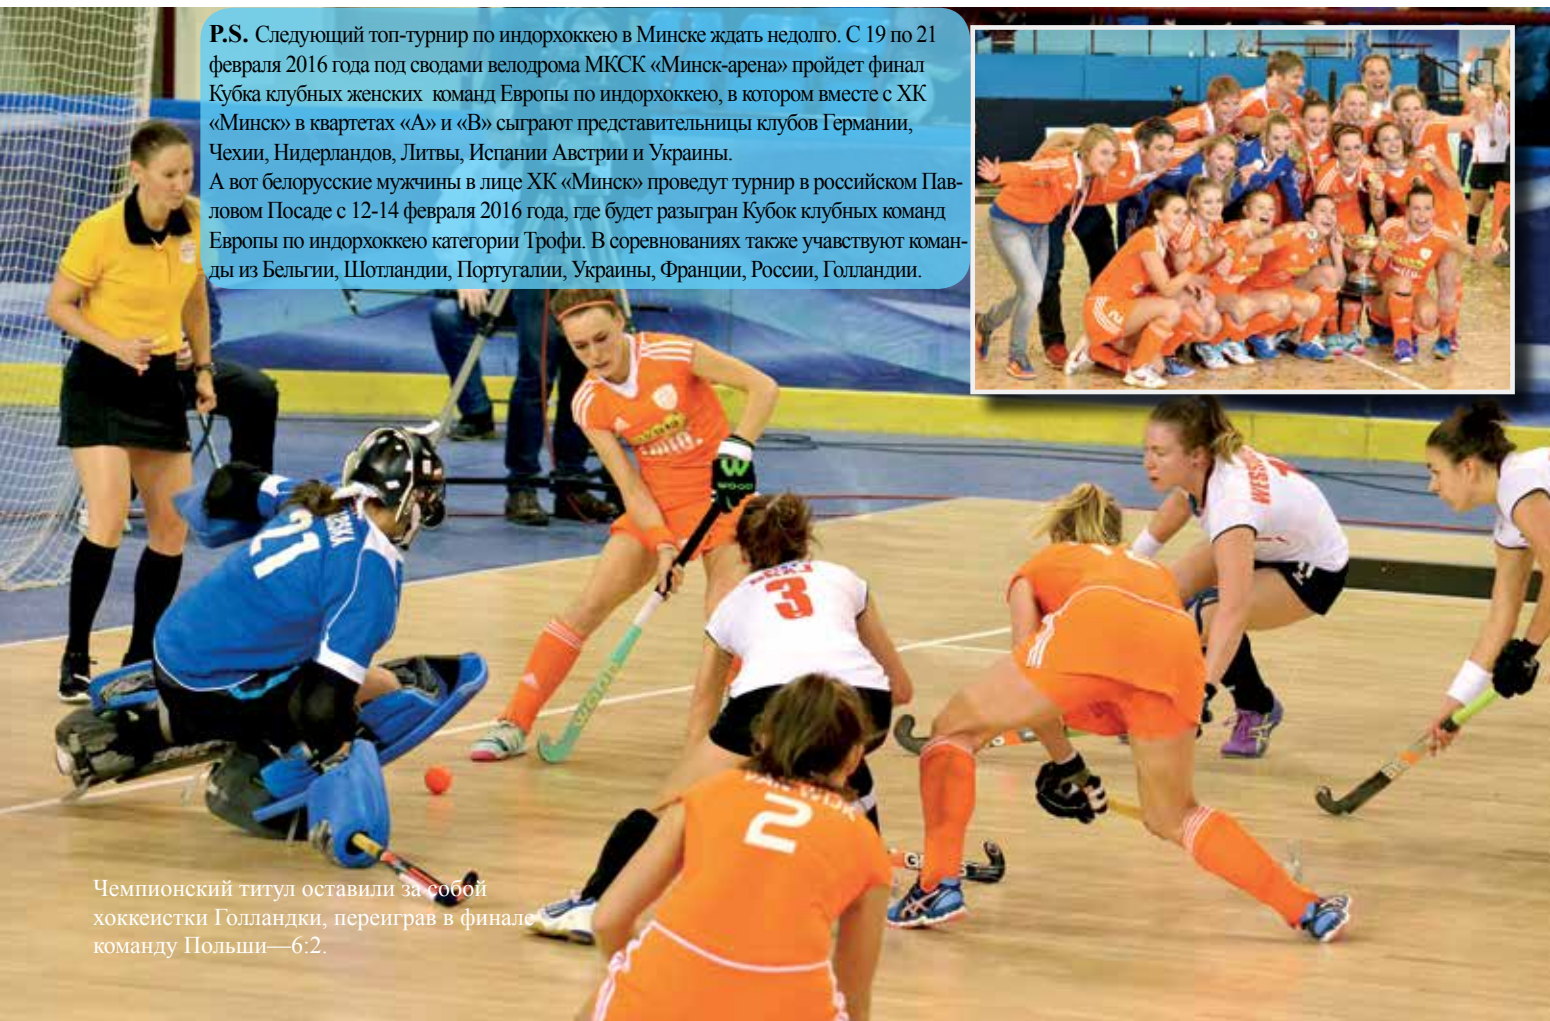 P.S. Следующий топ-турнир по индорхоккею в Минске ждать недолго. С 19 по 21
февраля 2016 года под сводами велодрома МКСК «Минск-арена» пройдет финал
Кубка клубных женских команд Европы по индорхоккею, в котором вместе с ХК
«Минск» в квартетах «А» и «В» сыграют представительницы клубов Германии,
Чехии, Нидерландов, Литвы, Испании Австрии и Украины.
А вот белорусские мужчины в лице ХК «Минск» проведут турнир в российском Пав-
ловом Посаде с 12-14 февраля 2016 года, где будет разыгран Кубок клубных команд
Европы по индорхоккею категории Трофи. В соревнованиях также учавствуют коман-
ды из Бельгии, Шотландии, Португалии, Украины, Франции, России, Голландии.
21
3
VAN WIJK
2
Чемпионский титул оставили за собой
хоккеистки Голландки, переиграв в финале
команду Польши—6:2.